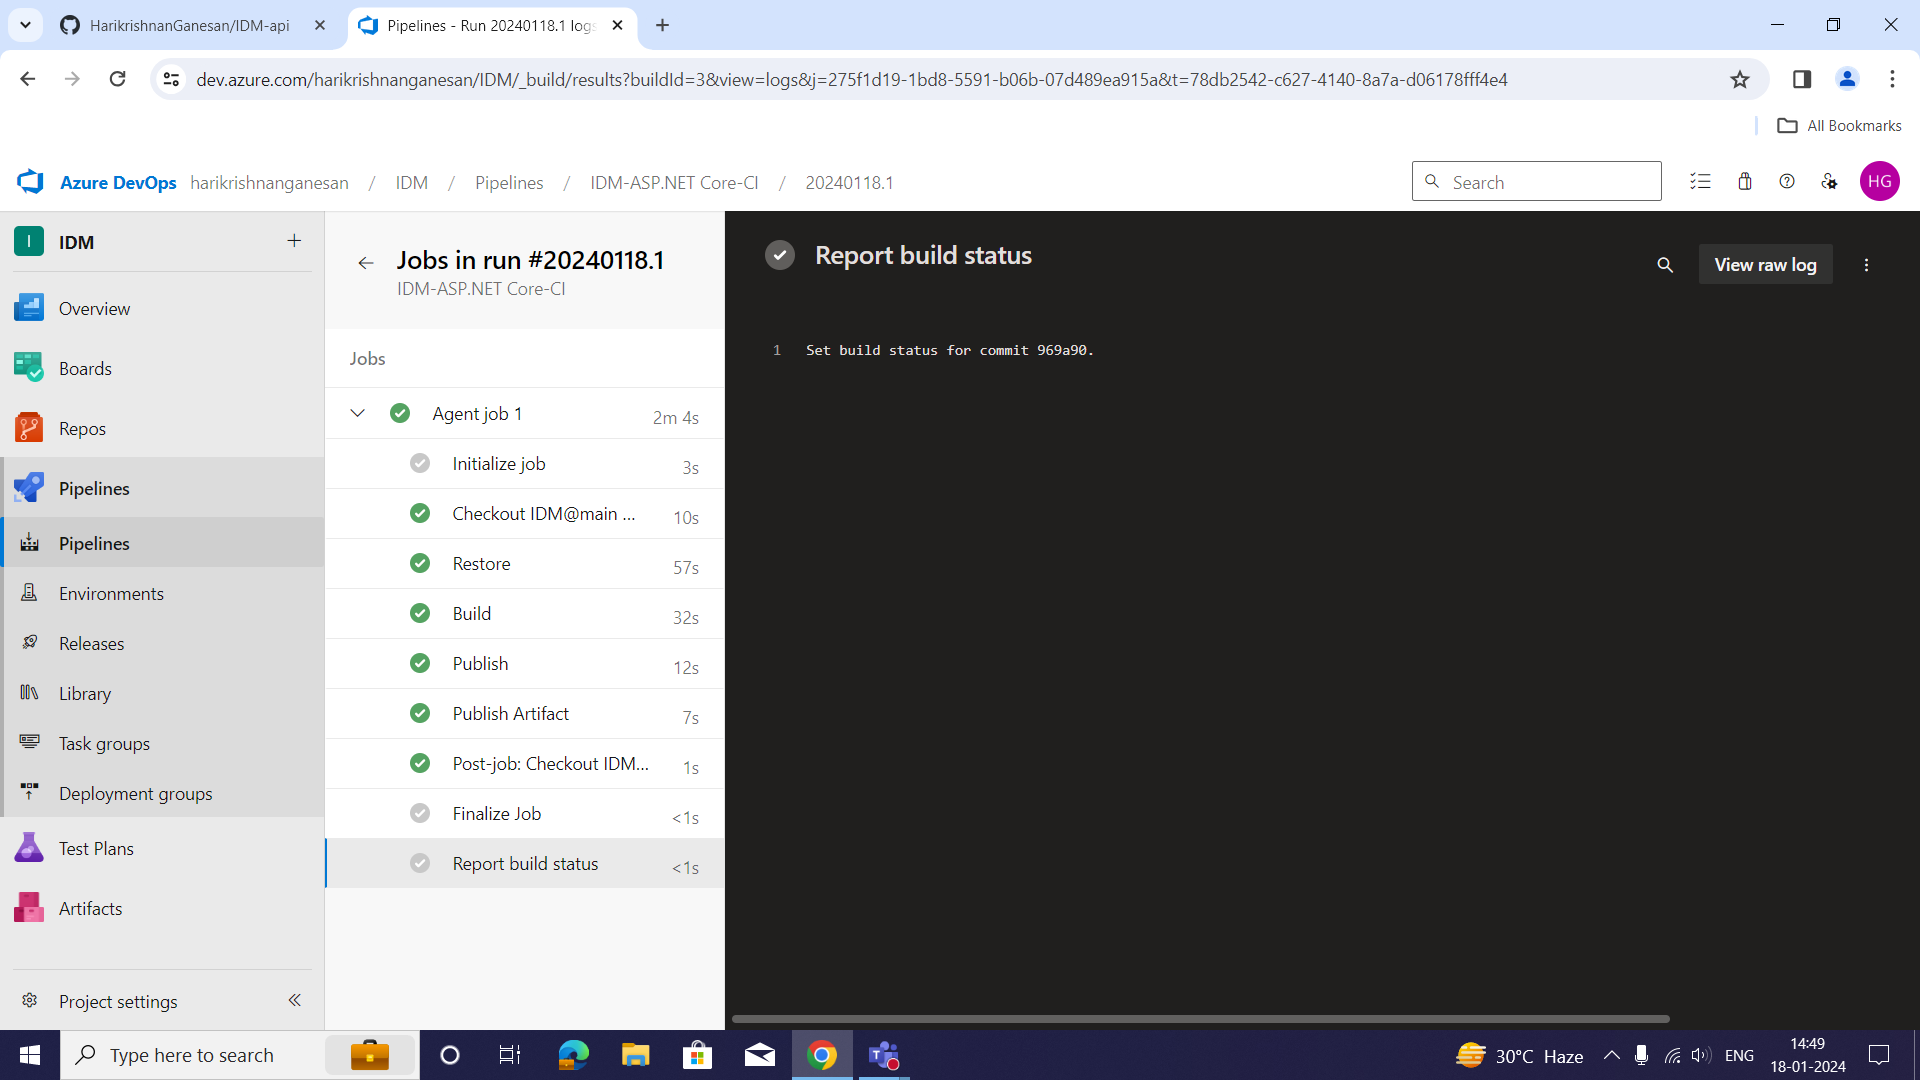 HarikrishnanGanesan/IDM-api
Pipelines - Run 20240118.1 logs
dev.azure.com/harikrishnanganesan/IDM/_build/results?buildId=3&view=logs&j=275f1d19-1bd8-5591-b06b-07d489ea915a&t=78db2542-c627-4140-8a7a-d06178fff4e4
All Bookmarks
Azure DevOps harikrishnanganesan / IDM / Pipelines / IDM-ASP.NET Core-CI / 20240118.1
Search
HG
I IDM
Overview
Boards
Repos
Pipelines
Pipelines
Environments
Releases
Library
Task groups
Deployment groups
Test Plans
Artifacts
Project settings
Jobs in run #20240118.1
IDM-ASP.NET Core-CI
Jobs
Agent job 1 2m 4s
Initialize job 3s
Checkout IDM@main ... 10s
Restore 57s
Build 32s
Publish 12s
Publish Artifact 7s
Post-job: Checkout IDM... 1s
Finalize Job <1s
Report build status <1s
Report build status
View raw log
1 Set build status for commit 969a90.
Type here to search
30°C Haze
ENG
14:49
18-01-2024